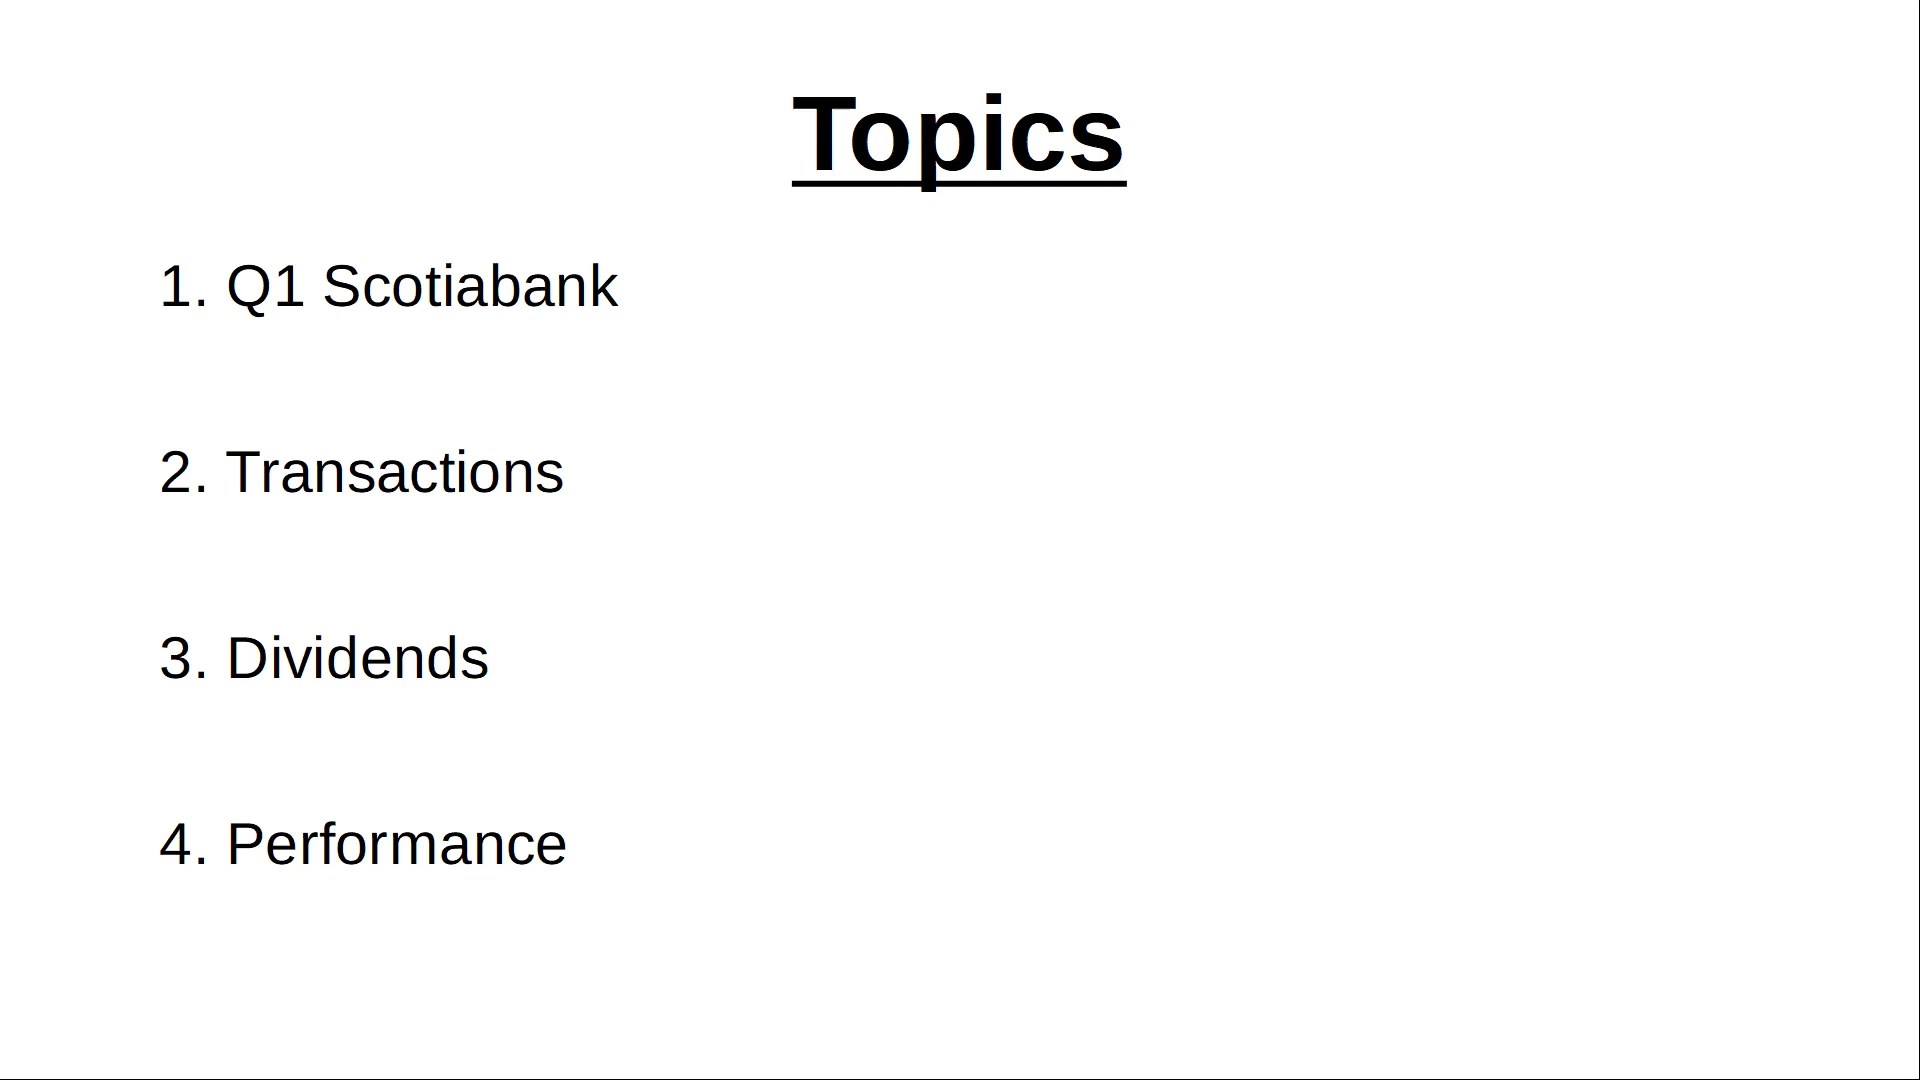 Topics
1. Q1 Scotiabank
2. Transactions
3. Dividends
4. Performance